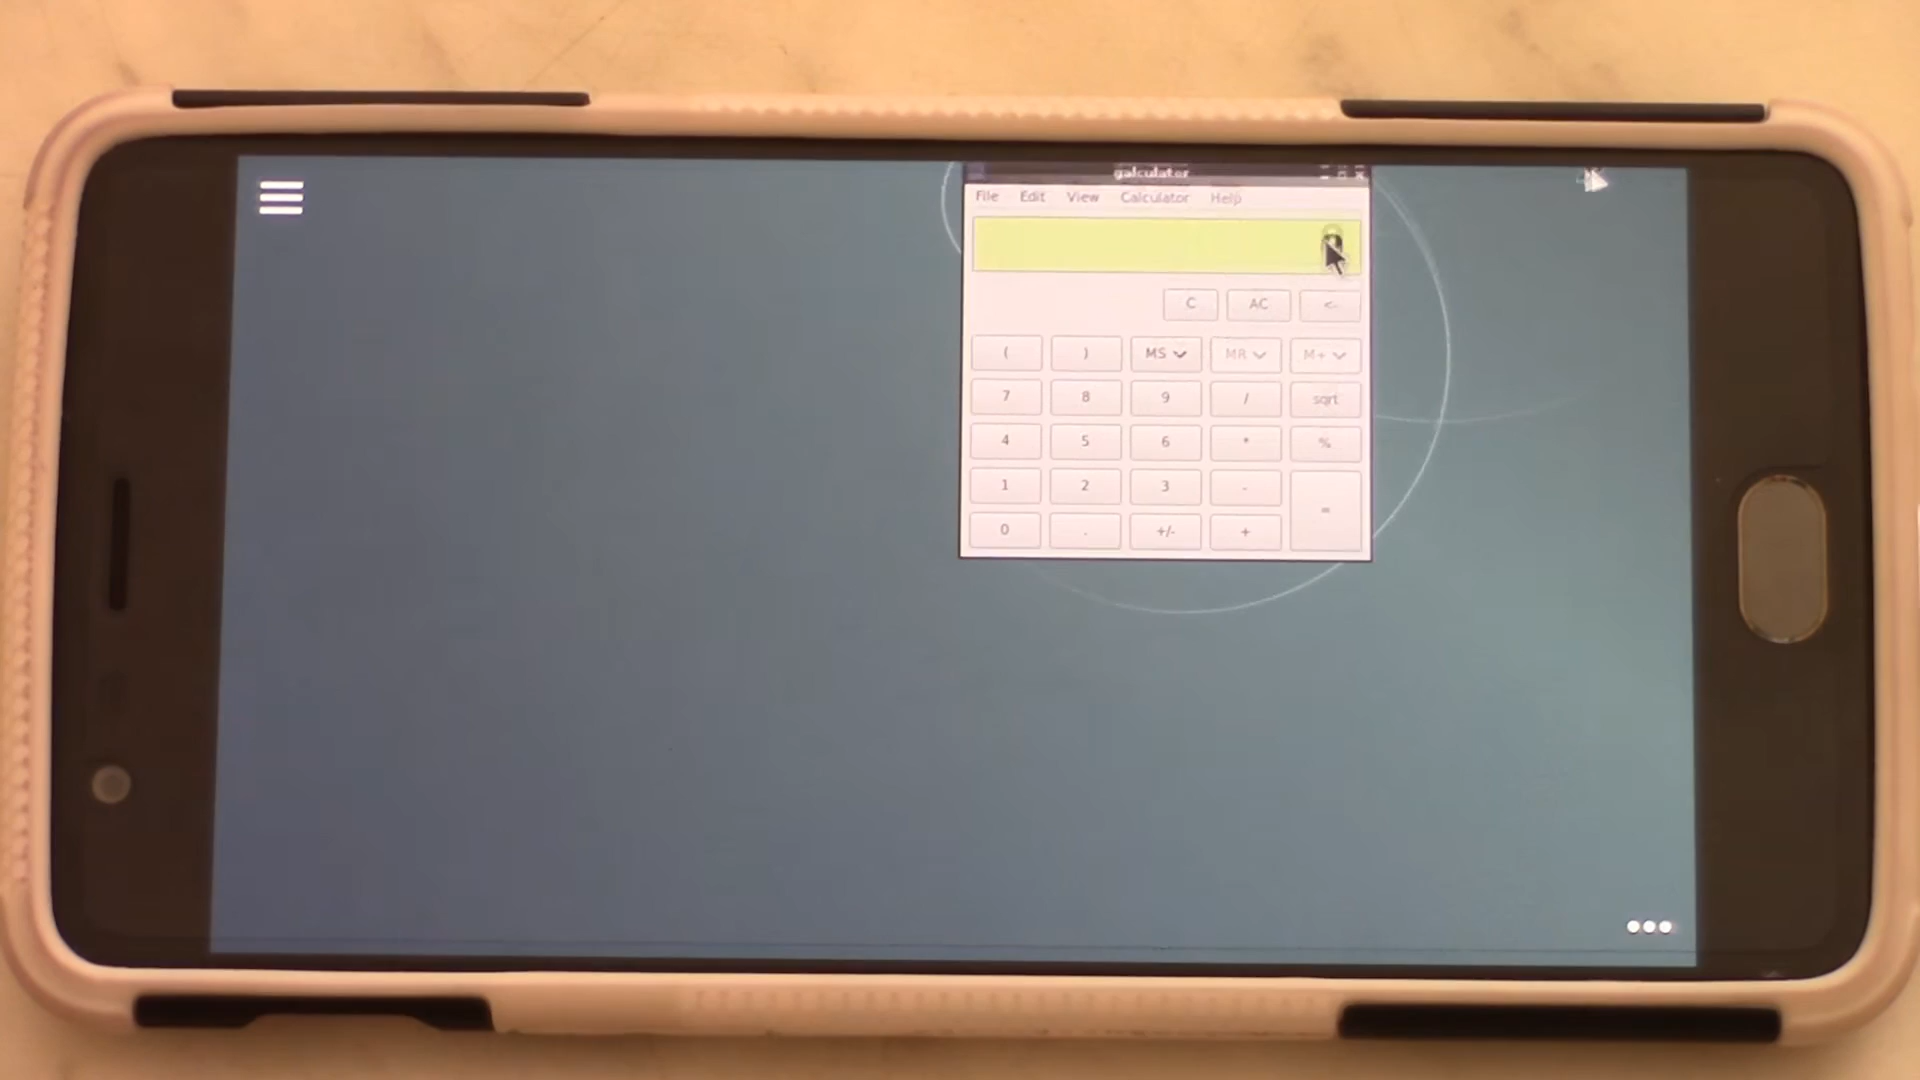 galculator
File Edit View Calculator Help
C AC <-
( ) MS MR M+
7 8 9 / sqrt
4 5 6 * %
1 2 3 - =
0 . +/- +